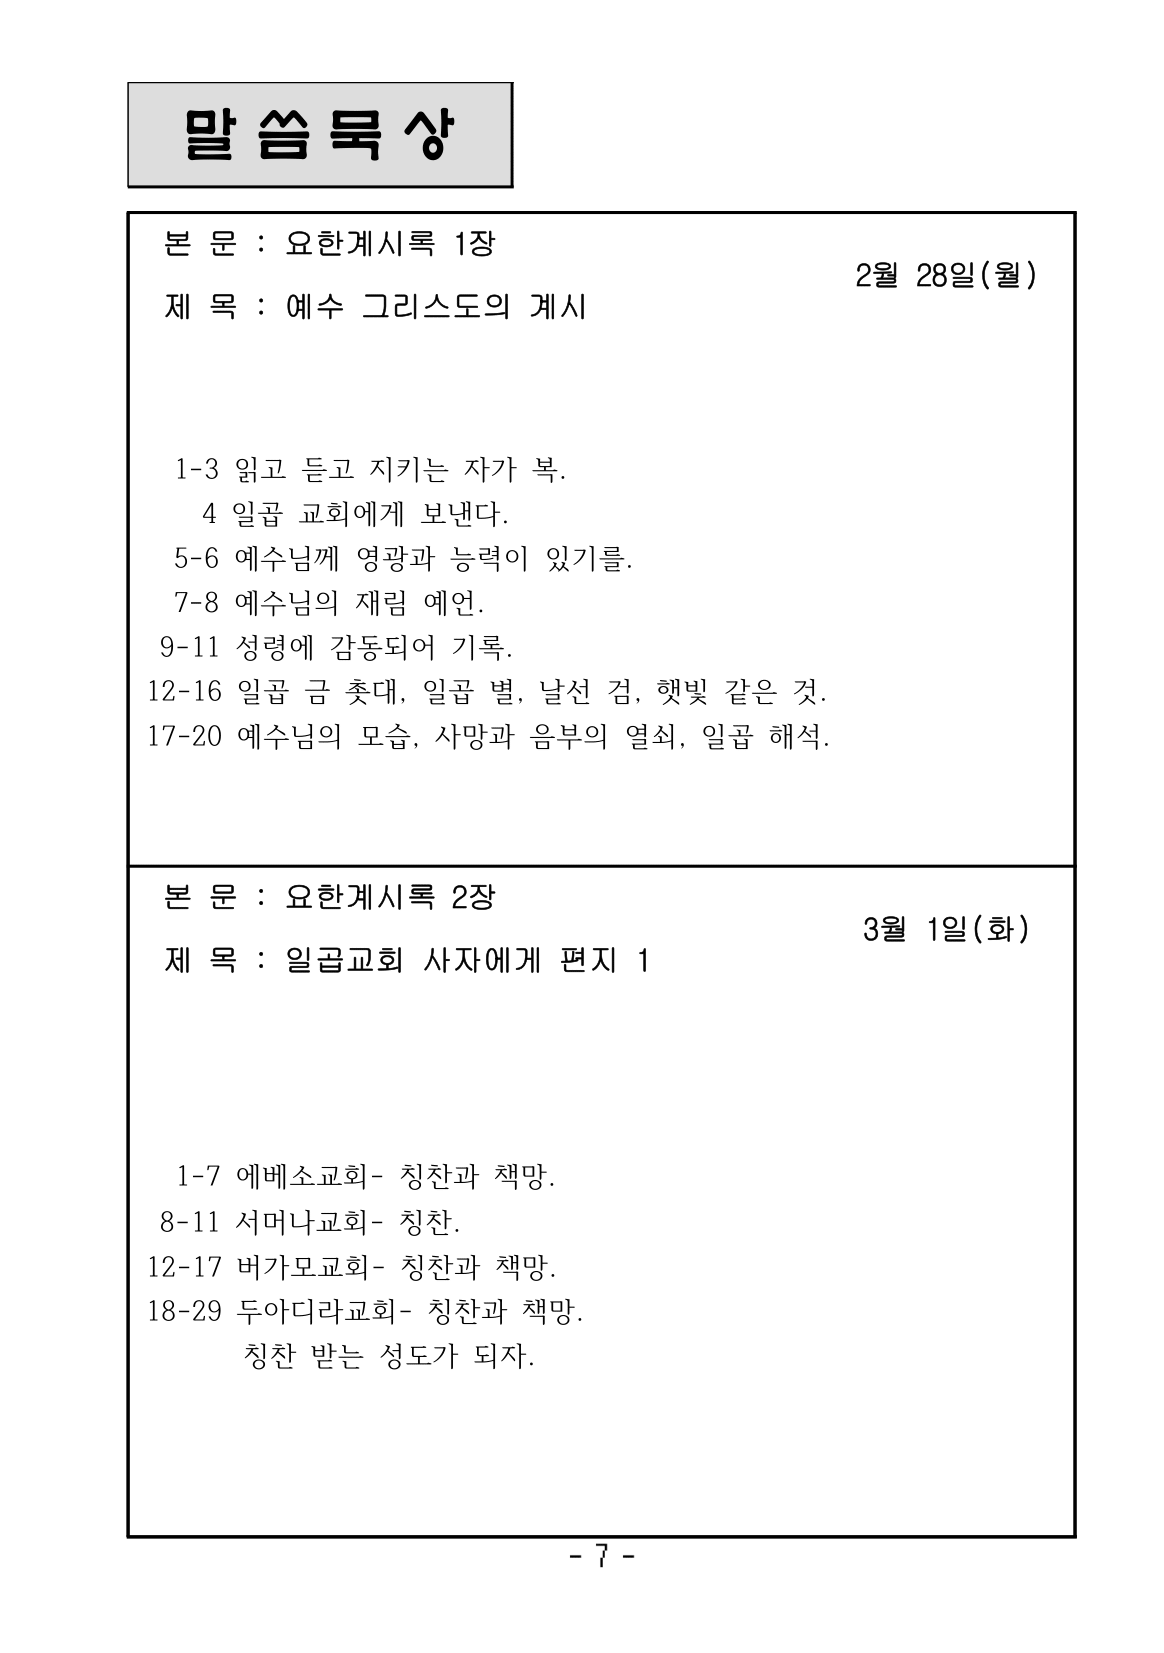 말씀묵상
본 문 : 요한계시록 1장
2월 28일(월)
제 목 : 예수 그리스도의 계시
1-3 읽고 듣고 지키는 자가 복.
4 일곱 교회에게 보낸다.
5-6 예수님께 영광과 능력이 있기를.
7-8 예수님의 재림 예언.
9-11 성령에 감동되어 기록.
12-16 일곱 금 촛대, 일곱 별, 날선 검, 햇빛 같은 것.
17-20 예수님의 모습, 사망과 음부의 열쇠, 일곱 해석.
본 문 : 요한계시록 2장
3월 1일(화)
제 목 : 일곱교회 사자에게 편지 1
1-7 에베소교회- 칭찬과 책망.
8-11 서머나교회- 칭찬.
12-17 버가모교회- 칭찬과 책망.
18-29 두아디라교회- 칭찬과 책망.
칭찬 받는 성도가 되자.
- 7 -